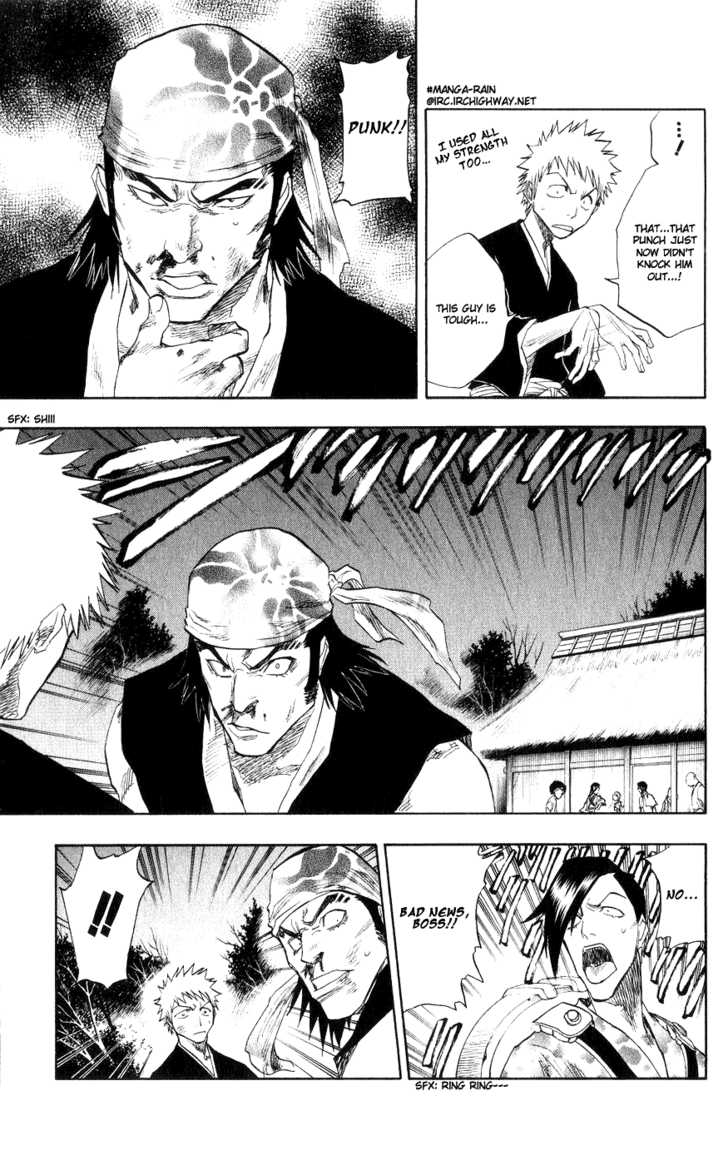 #MANGA-RAIN
@IRC.IRCHIGHWAY.NET
...!
THAT...THAT
PUNCH JUST
NOW DIDN'T
KNOCK HIM
OUT...!
I USED ALL
MY STRENGTH
TOO...
THIS GUY IS
TOUGH...
PUNK!!
SFX: SHIII
NO...
BAD NEWS,
BOSS!!
SFX: RING RING---
!!